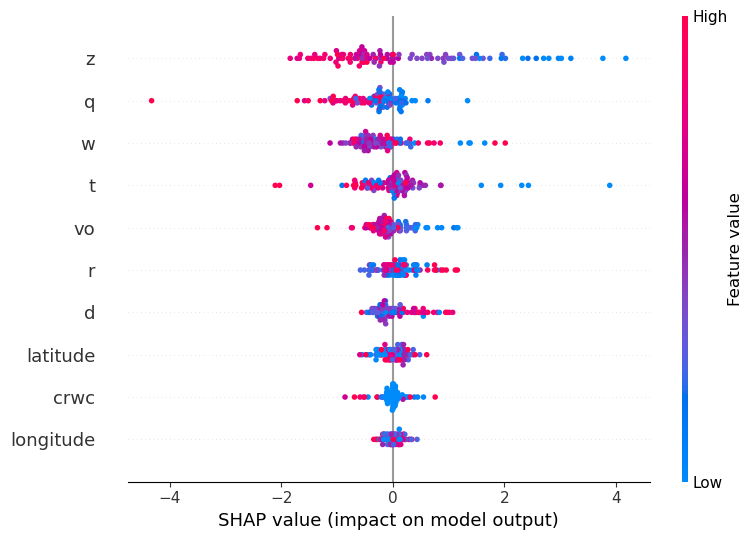 High
z
q
w
t
vo
r
d
latitude
crwc
longitude
Low
−4
−2
0
2
4
SHAP value (impact on model output)
Feature value